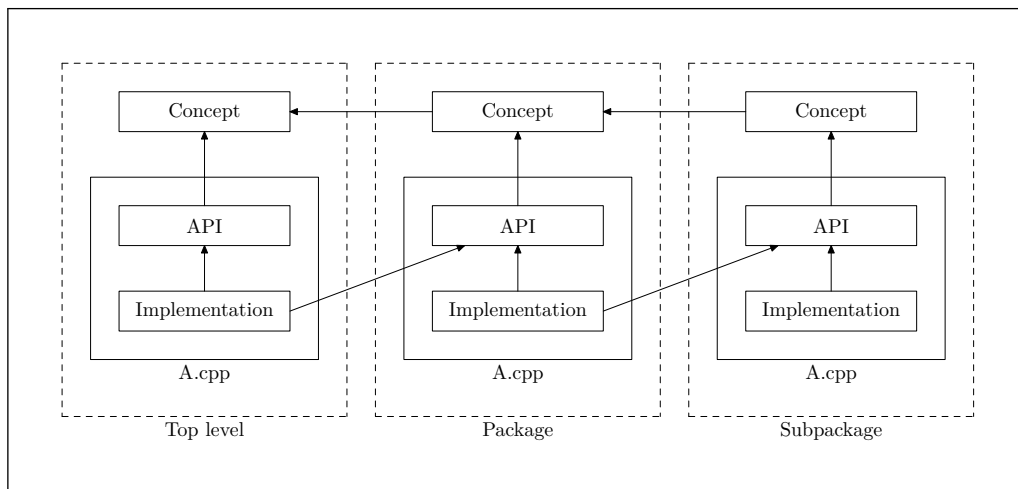 Concept
Concept
Concept
API
API
API
Implementation
Implementation
Implementation
A.cpp
A.cpp
A.cpp
Top level
Package
Subpackage